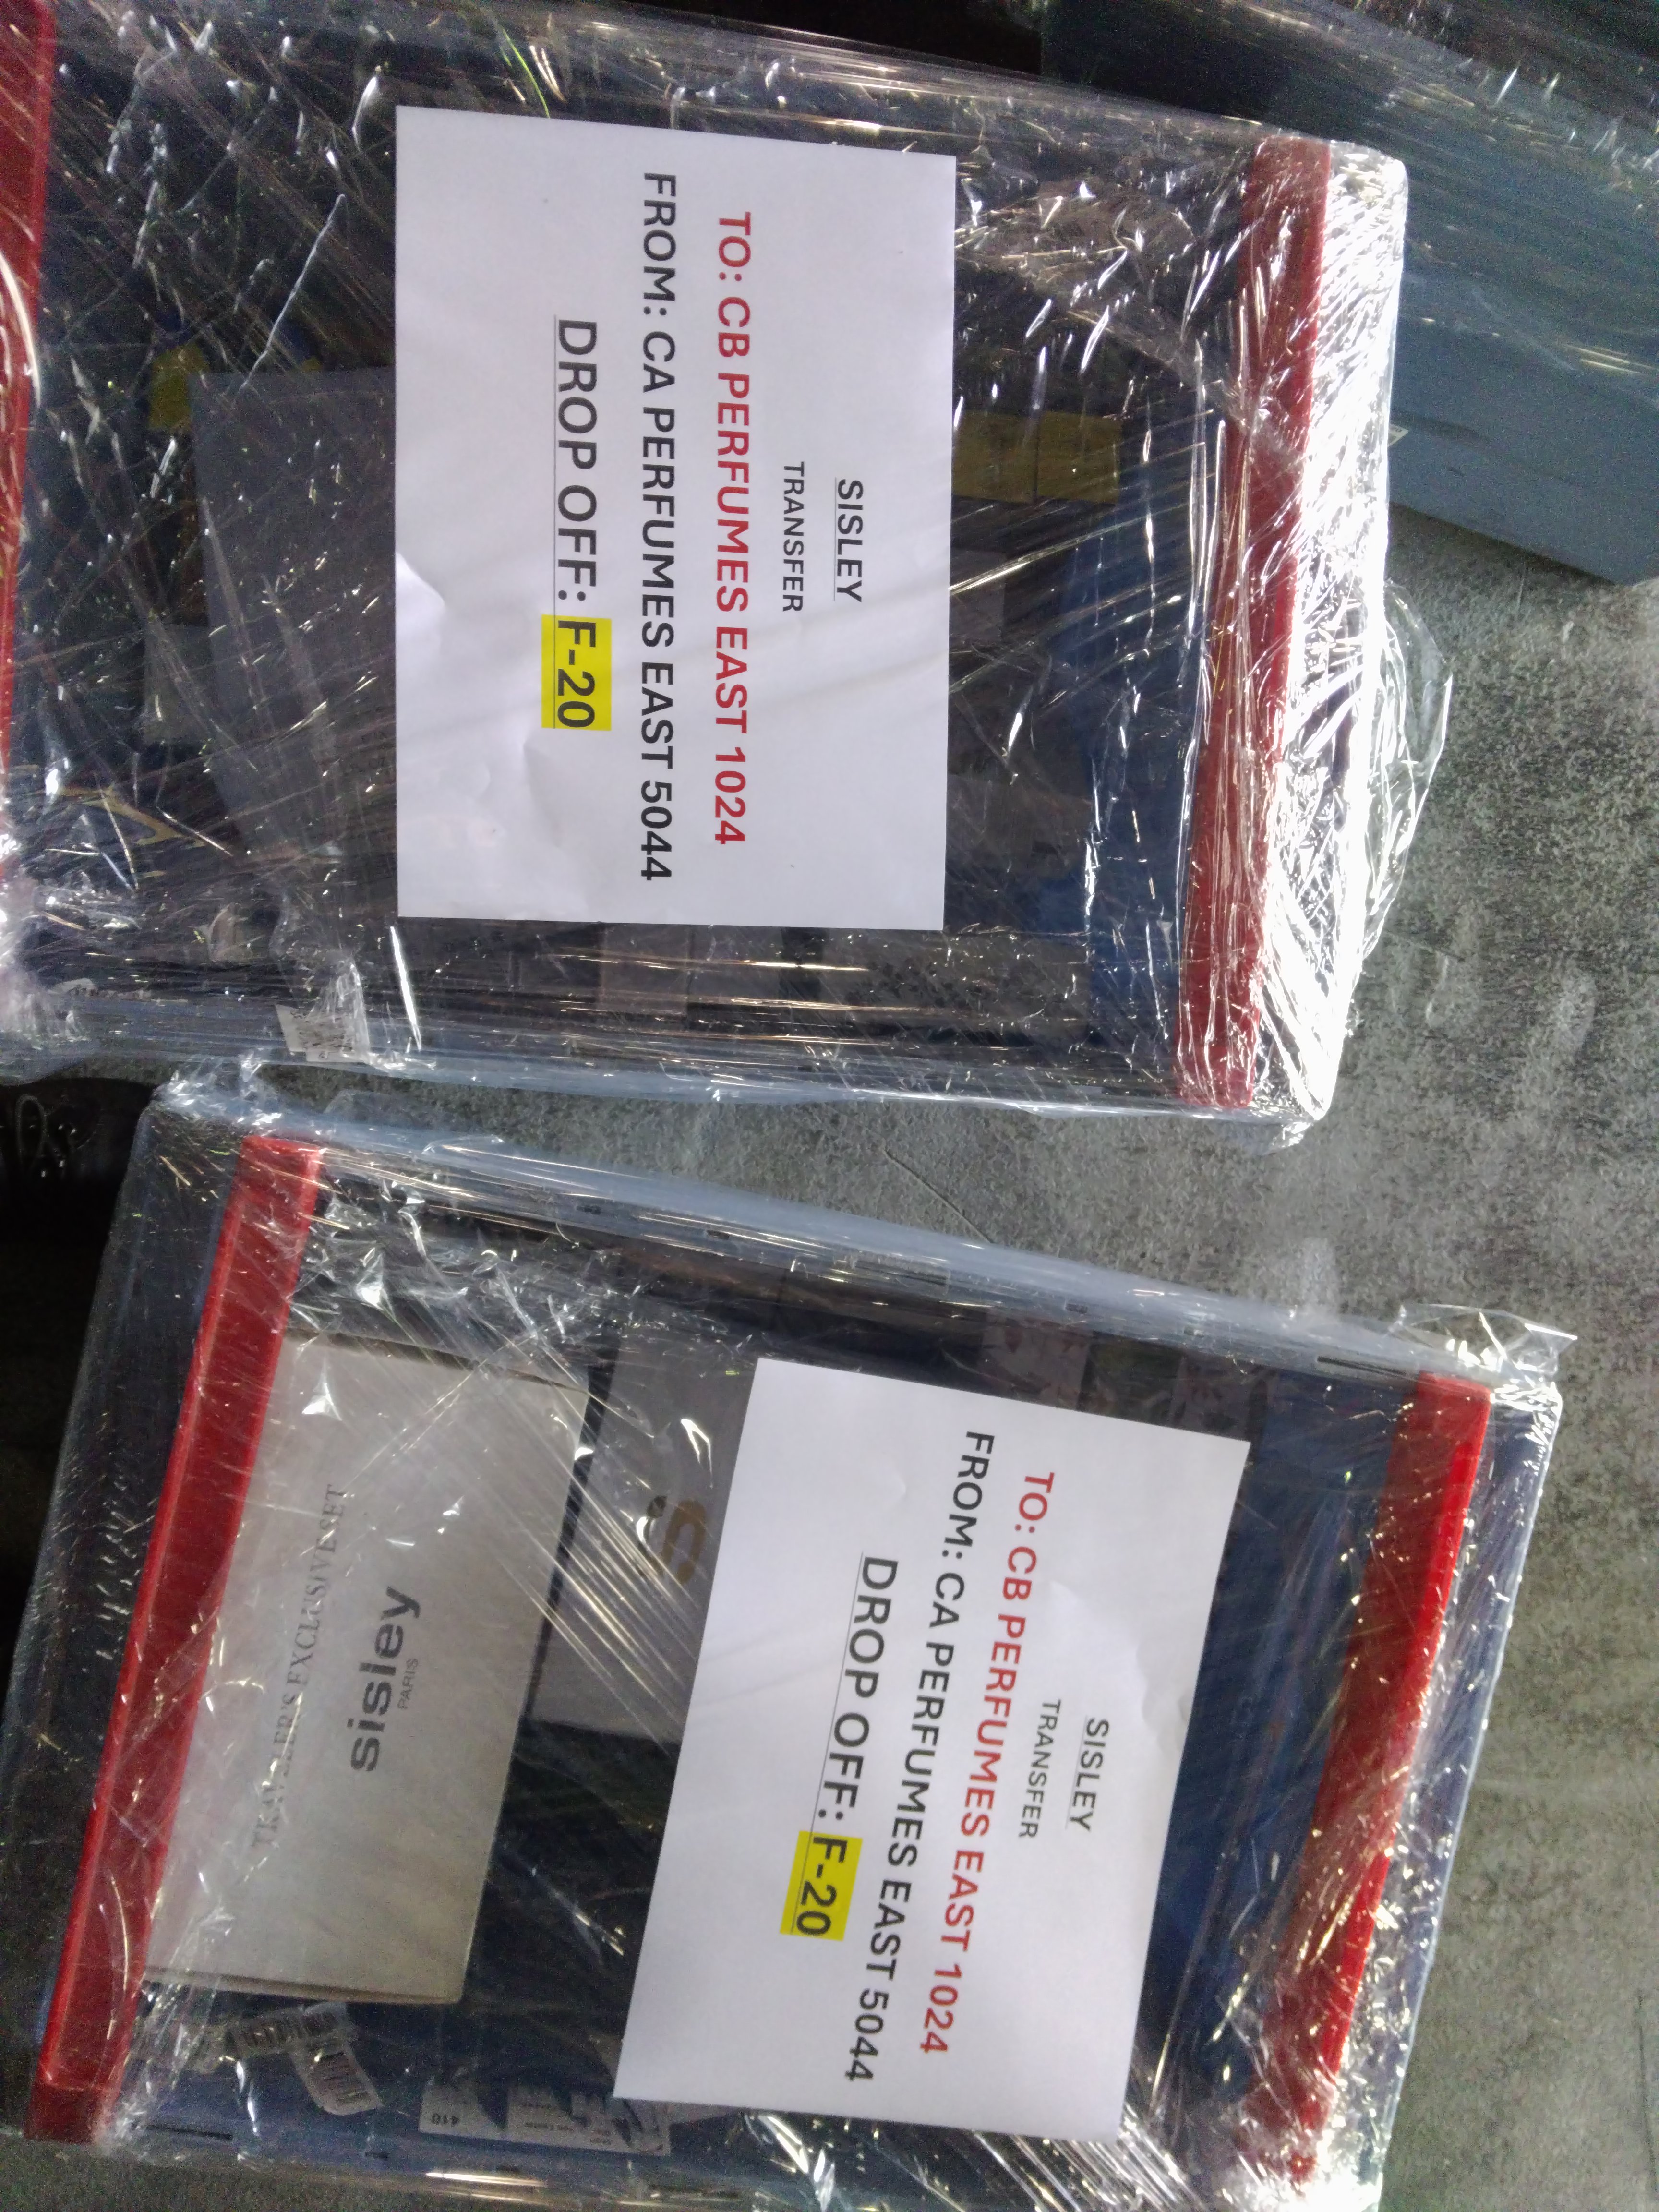 SISLEY
TRANSFER
TO: CB PERFUMES EAST 1024
FROM: CA PERFUMES EAST 5044
DROP OFF: F-20
SISLEY
TRANSFER
TO: CB PERFUMES EAST 1024
FROM: CA PERFUMES EAST 5044
DROP OFF: F-20
sisley
PARIS
TRAVELLER'S EXCLUSIVE SET
410